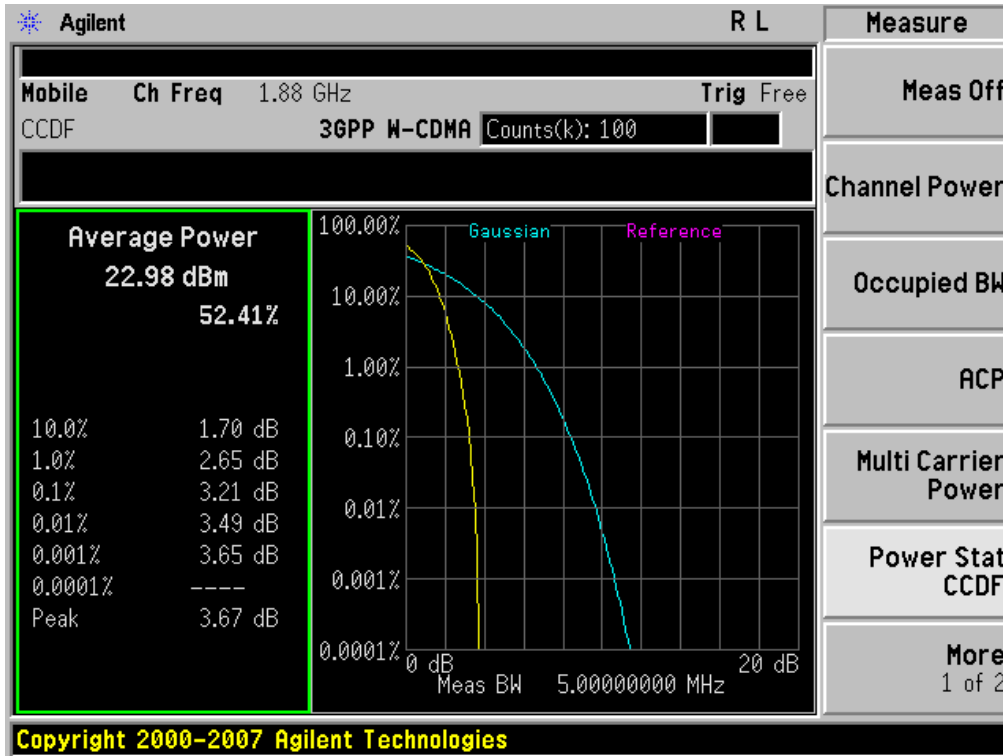 Agilent R L Measure
Mobile Ch Freq 1.88 GHz Trig Free
CCDF 3GPP W-CDMA Counts(k): 100
Average Power
22.98 dBm
52.41%
10.0% 1.70 dB
1.0% 2.65 dB
0.1% 3.21 dB
0.01% 3.49 dB
0.001% 3.65 dB
0.0001% ----
Peak 3.67 dB
Gaussian Reference
100.00%
10.00%
1.00%
0.10%
0.01%
0.001%
0.0001%
0 dB 20 dB
Meas BW 5.00000000 MHz
Meas Off
Channel Power
Occupied BW
ACP
Multi Carrier
Power
Power Stat
CCDF
More
1 of 2
Copyright 2000-2007 Agilent Technologies